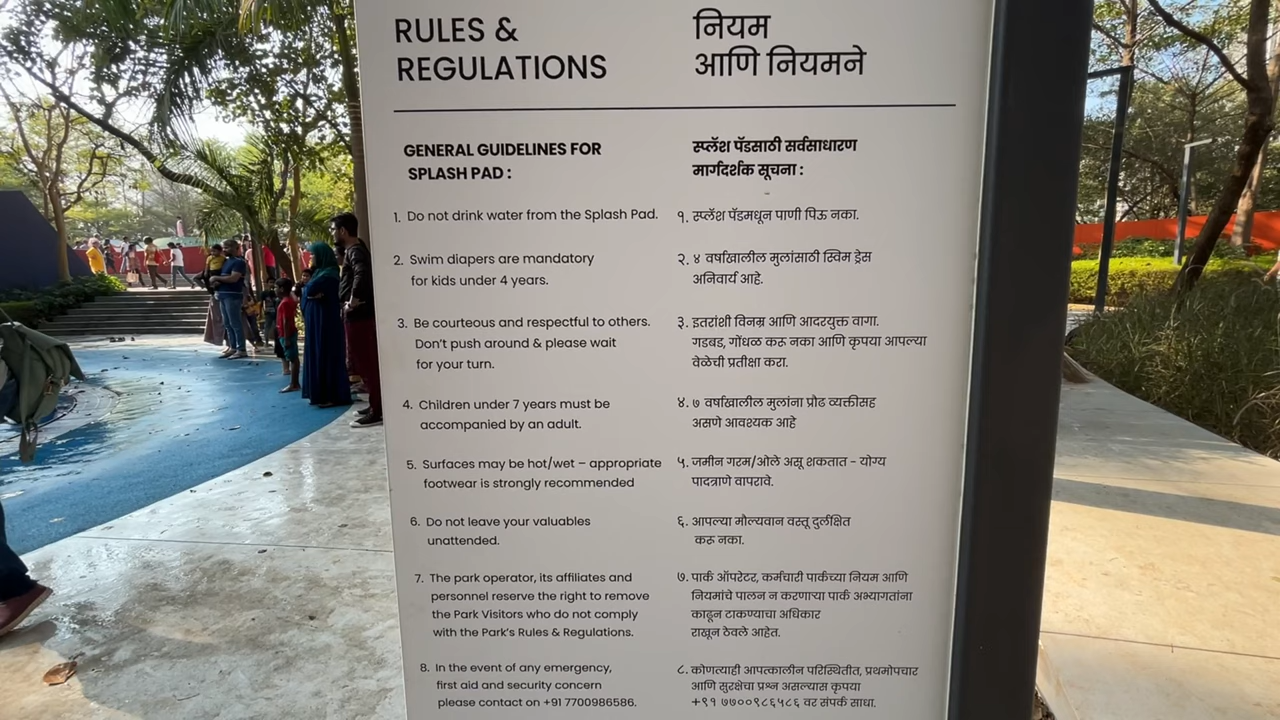 RULES &
REGULATIONS
GENERAL GUIDELINES FOR
SPLASH PAD :
1. Do not drink water from the Splash Pad.
2. Swim diapers are mandatory
for kids under 4 years.
3. Be courteous and respectful to others.
Don't push around & please wait
for your turn.
4. Children under 7 years must be
accompanied by an adult.
5. Surfaces may be hot/wet – appropriate
footwear is strongly recommended
6. Do not leave your valuables
unattended.
7. The park operator, its affiliates and
personnel reserve the right to remove
the Park Visitors who do not comply
with the Park's Rules & Regulations.
8. In the event of any emergency,
first aid and security concern
please contact on +91 7700986586.
नियम
आणि नियमने
स्प्लॅश पॅडसाठी सर्वसाधारण
मार्गदर्शक सूचना :
१. स्प्लॅश पॅडमधून पाणी पिऊ नका.
२. ४ वर्षाखालील मुलांसाठी स्विम ड्रेस
अनिवार्य आहे.
३. इतरांशी विनम्र आणि आदरयुक्त वागा.
गडबड, गोंधळ करू नका आणि कृपया आपल्या
वेळेची प्रतीक्षा करा.
४. ७ वर्षाखालील मुलांना प्रौढ व्यक्तीसह
असणे आवश्यक आहे
५. जमीन गरम/ओले असू शकतात – योग्य
पादत्राणे वापरावे.
६. आपल्या मौल्यवान वस्तू दुर्लक्षित
करू नका.
७. पार्क ऑपरेटर, कर्मचारी पार्कच्या नियम आणि
नियमांचे पालन न करणाऱ्या पार्क अभ्यागतांना
काढून टाकण्याचा अधिकार
राखून ठेवले आहेत.
८. कोणत्याही आपत्कालीन परिस्थितीत, प्रथमोपचार
आणि सुरक्षेचा प्रश्न असल्यास कृपया
+९१ ७७००९८६५८६ वर संपर्क साधा.